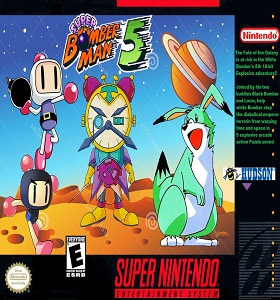 SUPER
BOMBERMAN 5
Nintendo
The Fate of the Galaxy
is at risk in the White
Bomber's 5th 16 bit
Explosive adventure!
Joined by his two
buddies Black Bomber
and Louie, help
white Bomber stop
the diabolical emperor
terrorin from warping
time and space in
5 explosive arcade
action Puzzle zones!
HUDSON
E
ESRB
SUPER NINTENDO
ENTERTAINMENT SYSTEM